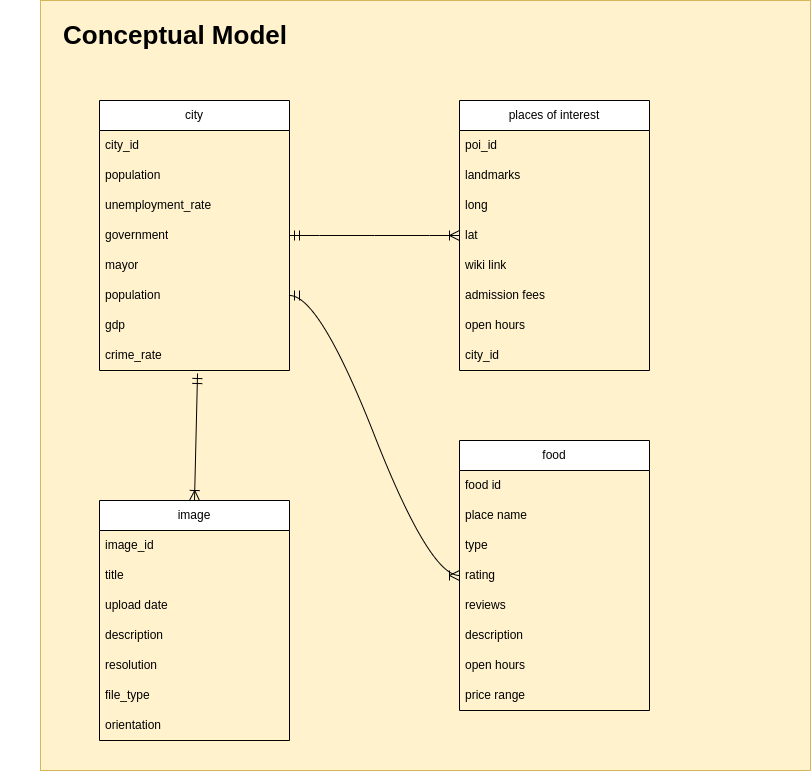 Conceptual Model
city
city_id
population
unemployment_rate
government
mayor
population
gdp
crime_rate
places of interest
poi_id
landmarks
long
lat
wiki link
admission fees
open hours
city_id
image
image_id
title
upload date
description
resolution
file_type
orientation
food
food id
place name
type
rating
reviews
description
open hours
price range